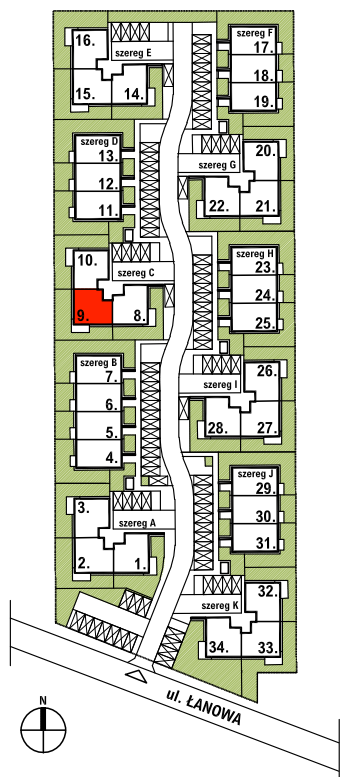 16.
szereg E
15.
14.
szereg F
17.
18.
19.
szereg D
13.
12.
11.
szereg G
20.
22.
21.
10.
szereg C
9.
8.
szereg H
23.
24.
25.
szereg B
7.
6.
5.
4.
26.
szereg I
28.
27.
3.
szereg A
2.
1.
szereg J
29.
30.
31.
32.
szereg K
34.
33.
ul. ŁANOWA
N